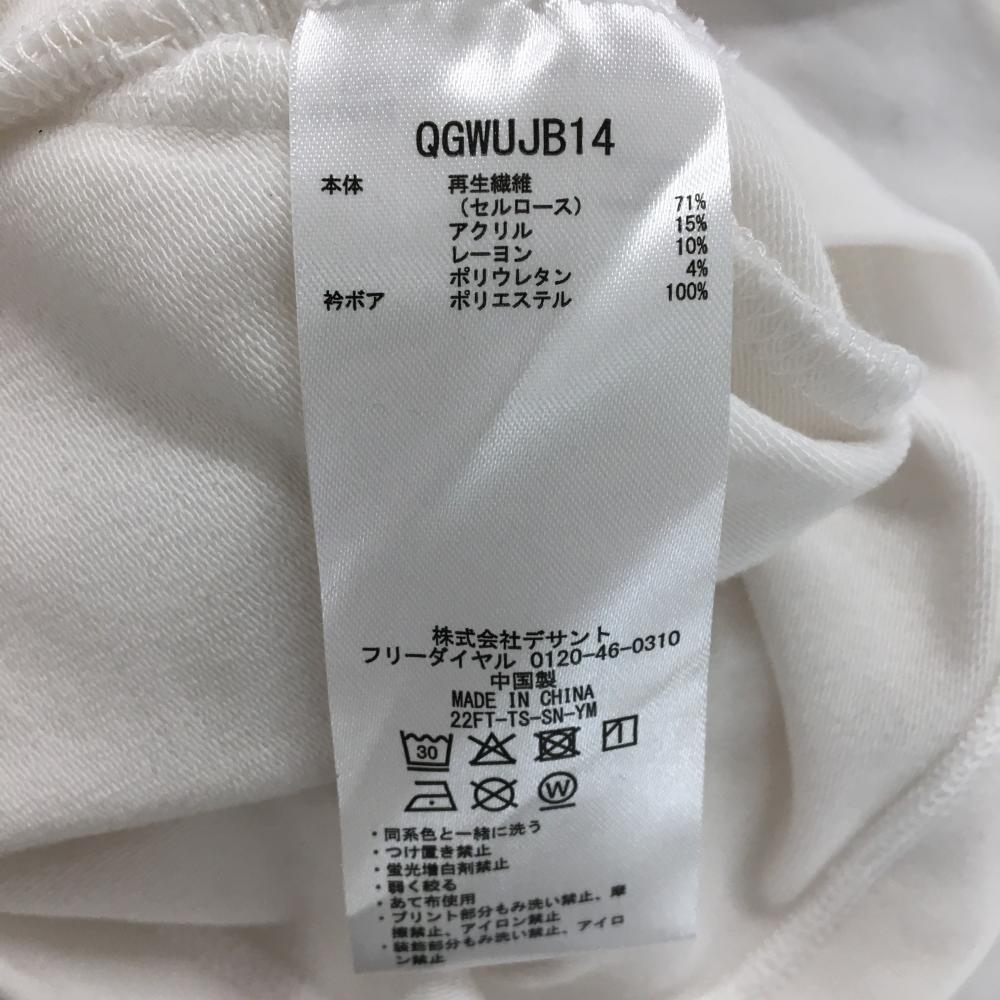 QGWUJB14
本体 再生繊維
(セルロース) 71%
アクリル 15%
レーヨン 10%
ポリウレタン 4%
衿ボア ポリエステル 100%
株式会社デサント
フリーダイヤル 0120-46-0310
中国製
MADE IN CHINA
22FT-TS-SN-YM
30
W
・同系色と一緒に洗う
・つけ置き禁止
・蛍光増白剤禁止
・弱く絞る
・あて布使用
・プリント部分もみ洗い禁止、摩
擦禁止、アイロン禁止
・装飾部分もみ洗い禁止、アイロ
ン禁止